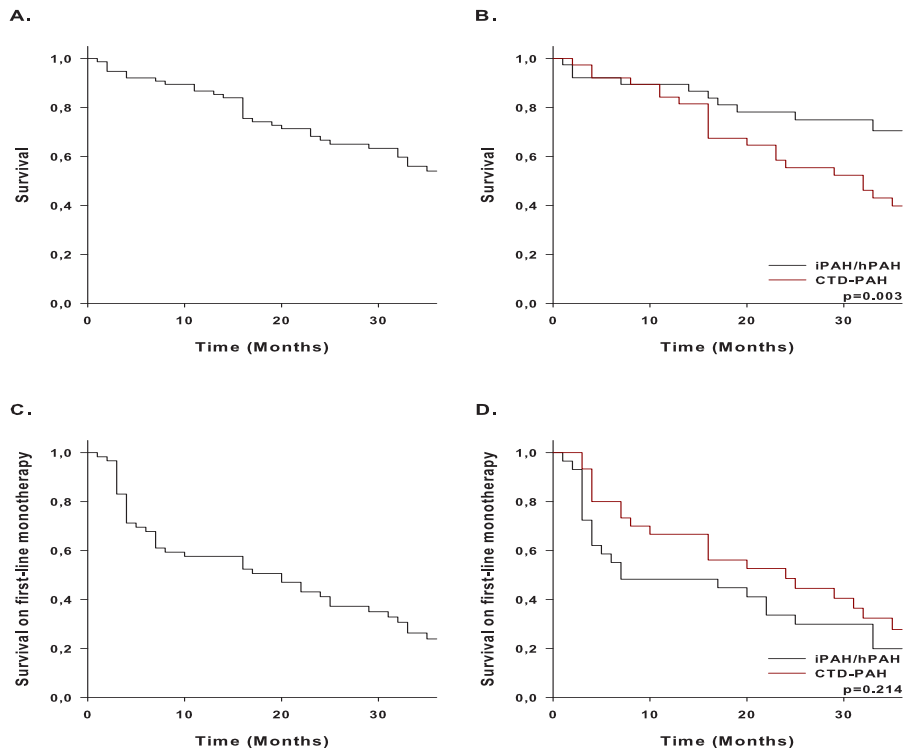 A.
1,0
0,8
0,6
0,4
0,2
0,0
Survival
0 10 20 30
Time (Months)
B.
1,0
0,8
0,6
0,4
0,2
0,0
Survival
iPAH/hPAH
CTD-PAH
p=0.003
0 10 20 30
Time (Months)
C.
1,0
0,8
0,6
0,4
0,2
0,0
Survival on first-line monotherapy
0 10 20 30
Time (Months)
D.
1,0
0,8
0,6
0,4
0,2
0,0
Survival on first-line monotherapy
iPAH/hPAH
CTD-PAH
p=0.214
0 10 20 30
Time (Months)